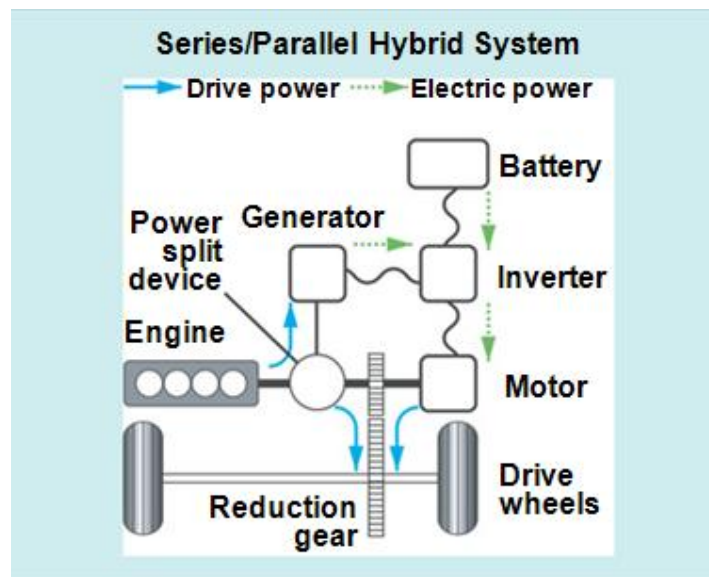 Series/Parallel Hybrid System
Drive power
Electric power
Battery
Generator
Power
split
device
Inverter
Engine
Motor
Reduction
gear
Drive
wheels